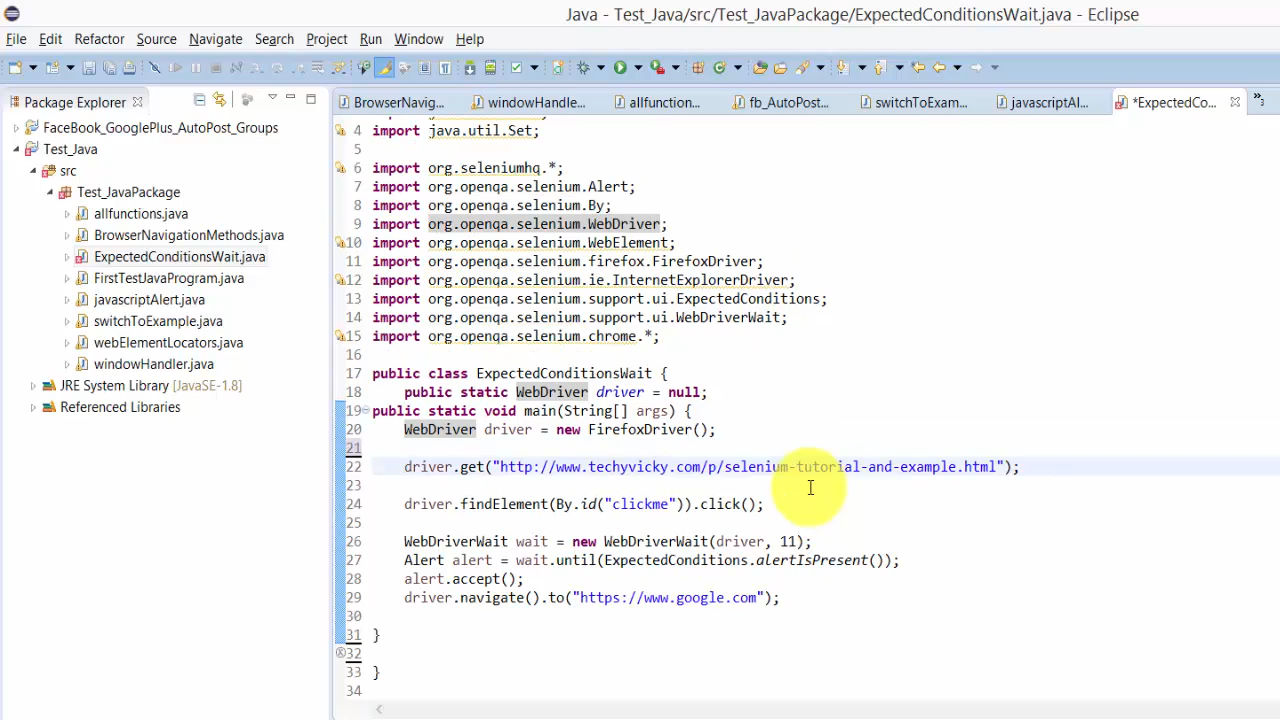 Java - Test_Java/src/Test_JavaPackage/ExpectedConditionsWait.java - Eclipse
File Edit Refactor Source Navigate Search Project Run Window Help
Package Explorer
FaceBook_GooglePlus_AutoPost_Groups
Test_Java
src
Test_JavaPackage
allfunctions.java
BrowserNavigationMethods.java
ExpectedConditionsWait.java
FirstTestJavaProgram.java
javascriptAlert.java
switchToExample.java
webElementLocators.java
windowHandler.java
JRE System Library [JavaSE-1.8]
Referenced Libraries
BrowserNavig... windowHandle... allfunction... fb_AutoPost... switchToExam... javascriptAl... *ExpectedCo...
4 import java.util.Set;
5
6 import org.seleniumhq.*;
7 import org.openqa.selenium.Alert;
8 import org.openqa.selenium.By;
9 import org.openqa.selenium.WebDriver;
10 import org.openqa.selenium.WebElement;
11 import org.openqa.selenium.firefox.FirefoxDriver;
12 import org.openqa.selenium.ie.InternetExplorerDriver;
13 import org.openqa.selenium.support.ui.ExpectedConditions;
14 import org.openqa.selenium.support.ui.WebDriverWait;
15 import org.openqa.selenium.chrome.*;
16
17 public class ExpectedConditionsWait {
18 public static WebDriver driver = null;
19 public static void main(String[] args) {
20 WebDriver driver = new FirefoxDriver();
21
22 driver.get("http://www.techyvicky.com/p/selenium-tutorial-and-example.html");
23
24 driver.findElement(By.id("clickme")).click();
25
26 WebDriverWait wait = new WebDriverWait(driver, 11);
27 Alert alert = wait.until(ExpectedConditions.alertIsPresent());
28 alert.accept();
29 driver.navigate().to("https://www.google.com");
30
31 }
32
33 }
34